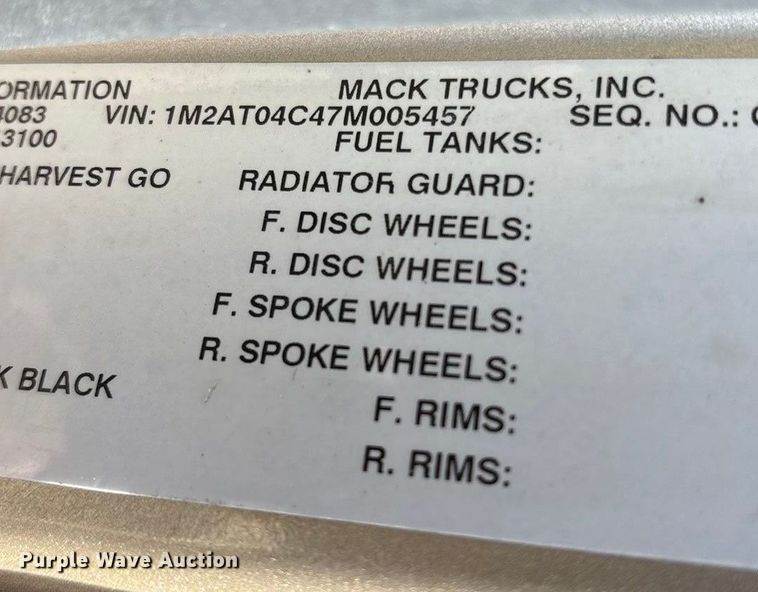 ORMATION MACK TRUCKS, INC.
4083 VIN: 1M2AT04C47M005457 SEQ. NO.:
3100 FUEL TANKS:
HARVEST GO RADIATOR GUARD:
F. DISC WHEELS:
R. DISC WHEELS:
F. SPOKE WHEELS:
R. SPOKE WHEELS:
K BLACK
F. RIMS:
R. RIMS:
Purple Wave Auction